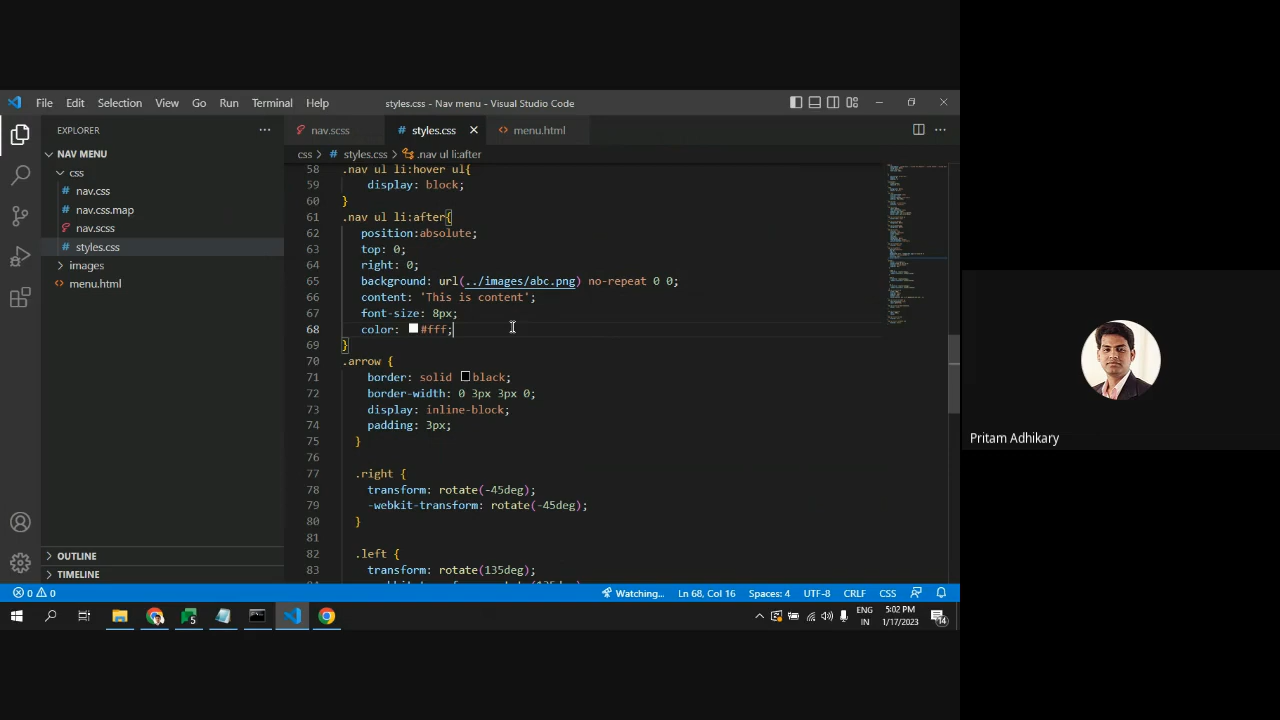 File Edit Selection View Go Run Terminal Help
styles.css - Nav menu - Visual Studio Code
EXPLORER
NAV MENU
css
nav.css
nav.css.map
nav.scss
styles.css
images
menu.html
OUTLINE
TIMELINE
nav.scss styles.css menu.html
css > styles.css > .nav ul li:after
58 .nav ul li:hover ul{
59 display: block;
60 }
61 .nav ul li:after{
62 position:absolute;
63 top: 0;
64 right: 0;
65 background: url(../images/abc.png) no-repeat 0 0;
66 content: 'This is content';
67 font-size: 8px;
68 color: #fff;
69 }
70 .arrow {
71 border: solid black;
72 border-width: 0 3px 3px 0;
73 display: inline-block;
74 padding: 3px;
75 }
76
77 .right {
78 transform: rotate(-45deg);
79 -webkit-transform: rotate(-45deg);
80 }
81
82 .left {
83 transform: rotate(135deg);
0 0 Watching... Ln 68, Col 16 Spaces: 4 UTF-8 CRLF CSS
ENG
IN
5:02 PM
1/17/2023
14
Pritam Adhikary